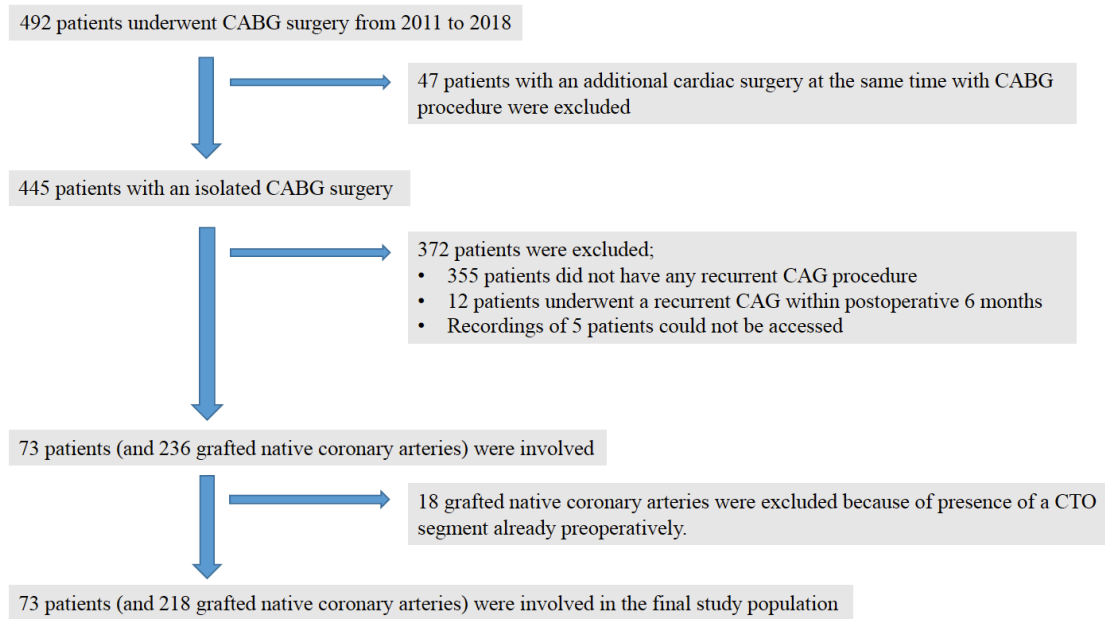 492 patients underwent CABG surgery from 2011 to 2018
47 patients with an additional cardiac surgery at the same time with CABG
procedure were excluded
445 patients with an isolated CABG surgery
372 patients were excluded;
• 355 patients did not have any recurrent CAG procedure
• 12 patients underwent a recurrent CAG within postoperative 6 months
• Recordings of 5 patients could not be accessed
73 patients (and 236 grafted native coronary arteries) were involved
18 grafted native coronary arteries were excluded because of presence of a CTO
segment already preoperatively.
73 patients (and 218 grafted native coronary arteries) were involved in the final study population